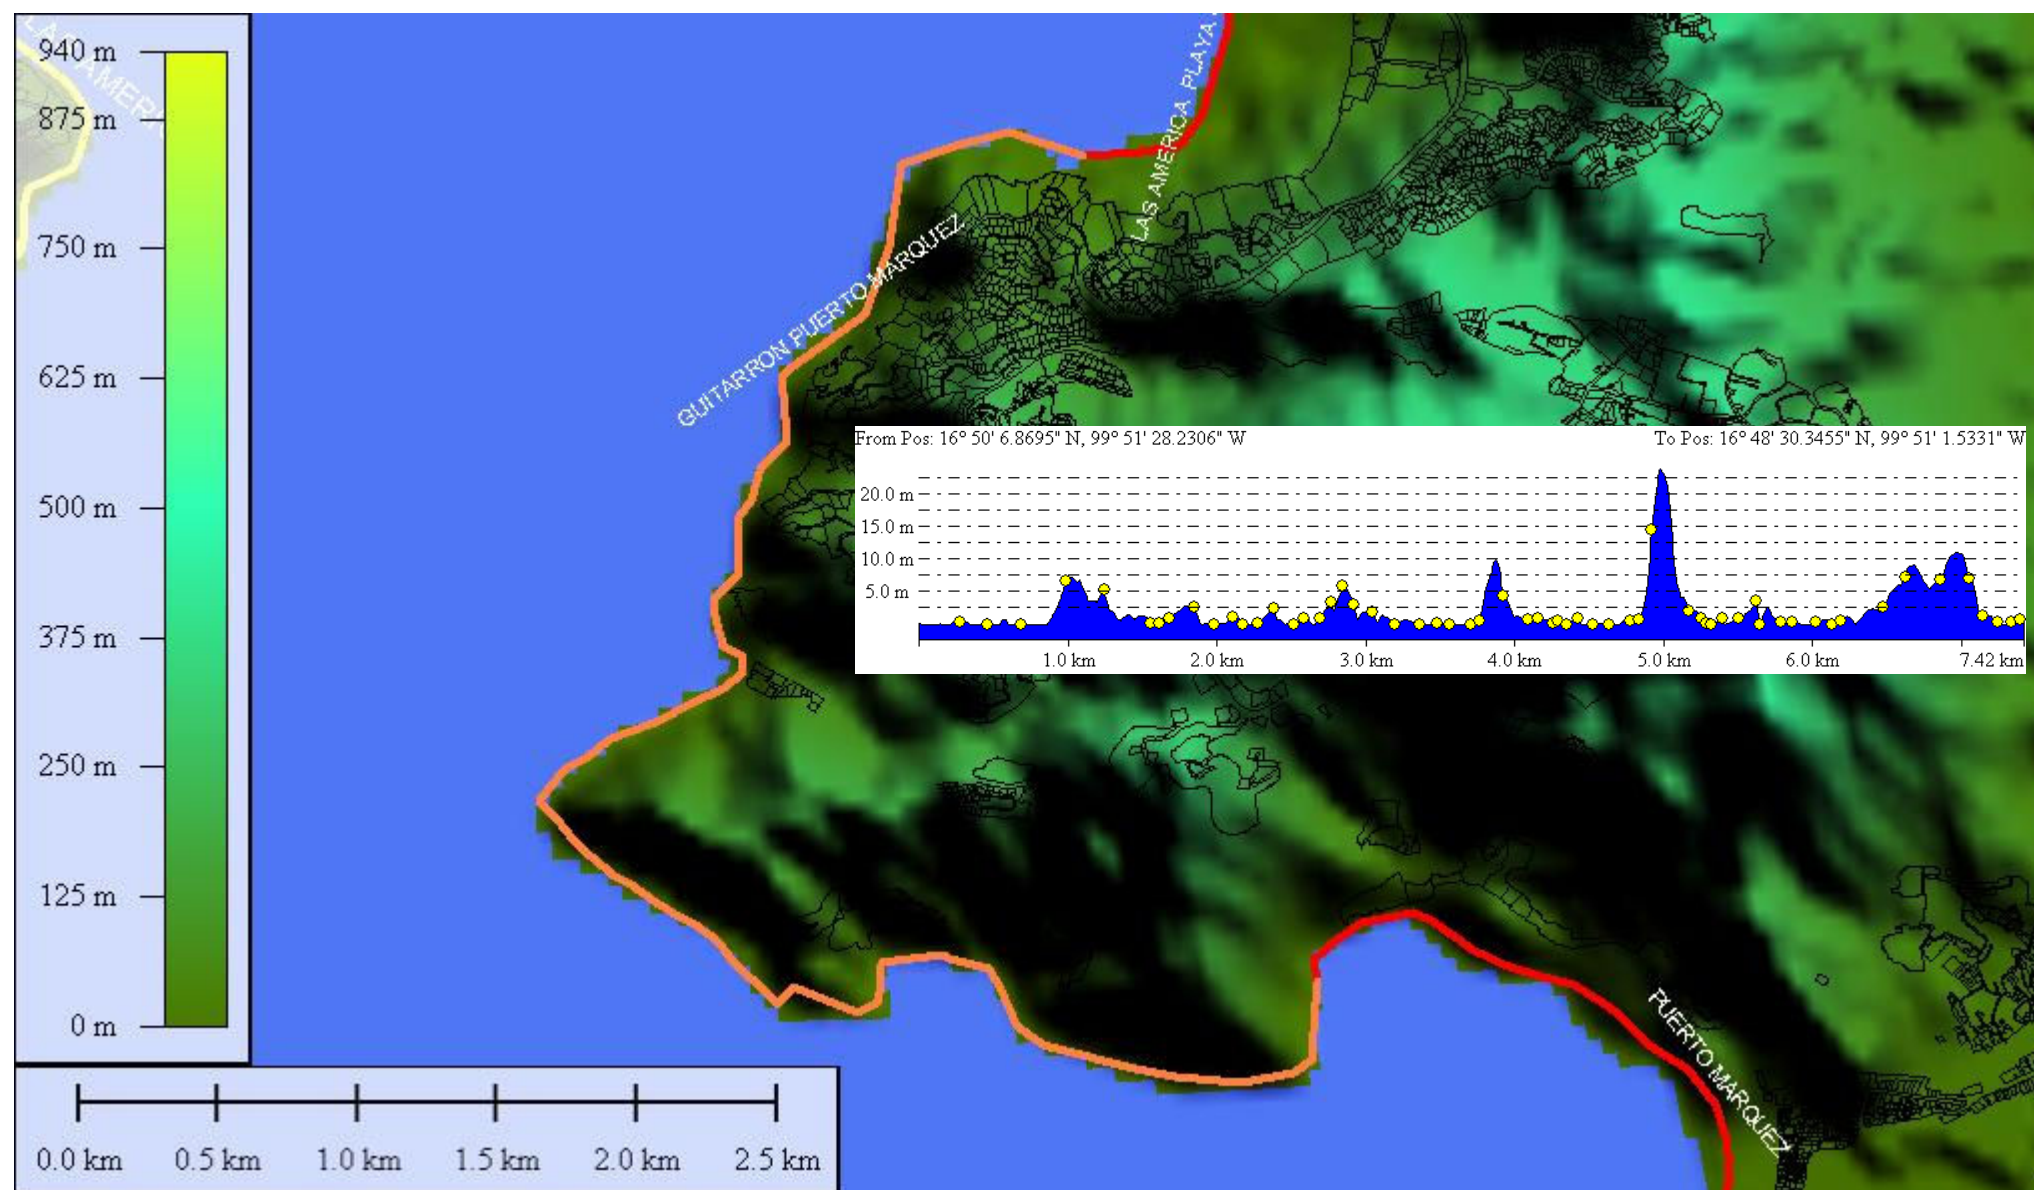 LAS AMERI
940 m
875 m
750 m
625 m
500 m
375 m
250 m
125 m
0 m
0.0 km 0.5 km 1.0 km 1.5 km 2.0 km 2.5 km
LAS AMERICA PLAYA
GUITARRON PUERTO MARQUEZ
From Pos: 16° 50' 6.8695" N, 99° 51' 28.2306" W To Pos: 16° 48' 30.3455" N, 99° 51' 1.5331" W
20.0 m
15.0 m
10.0 m
5.0 m
1.0 km 2.0 km 3.0 km 4.0 km 5.0 km 6.0 km 7.42 km
PUERTO MARQUEZ